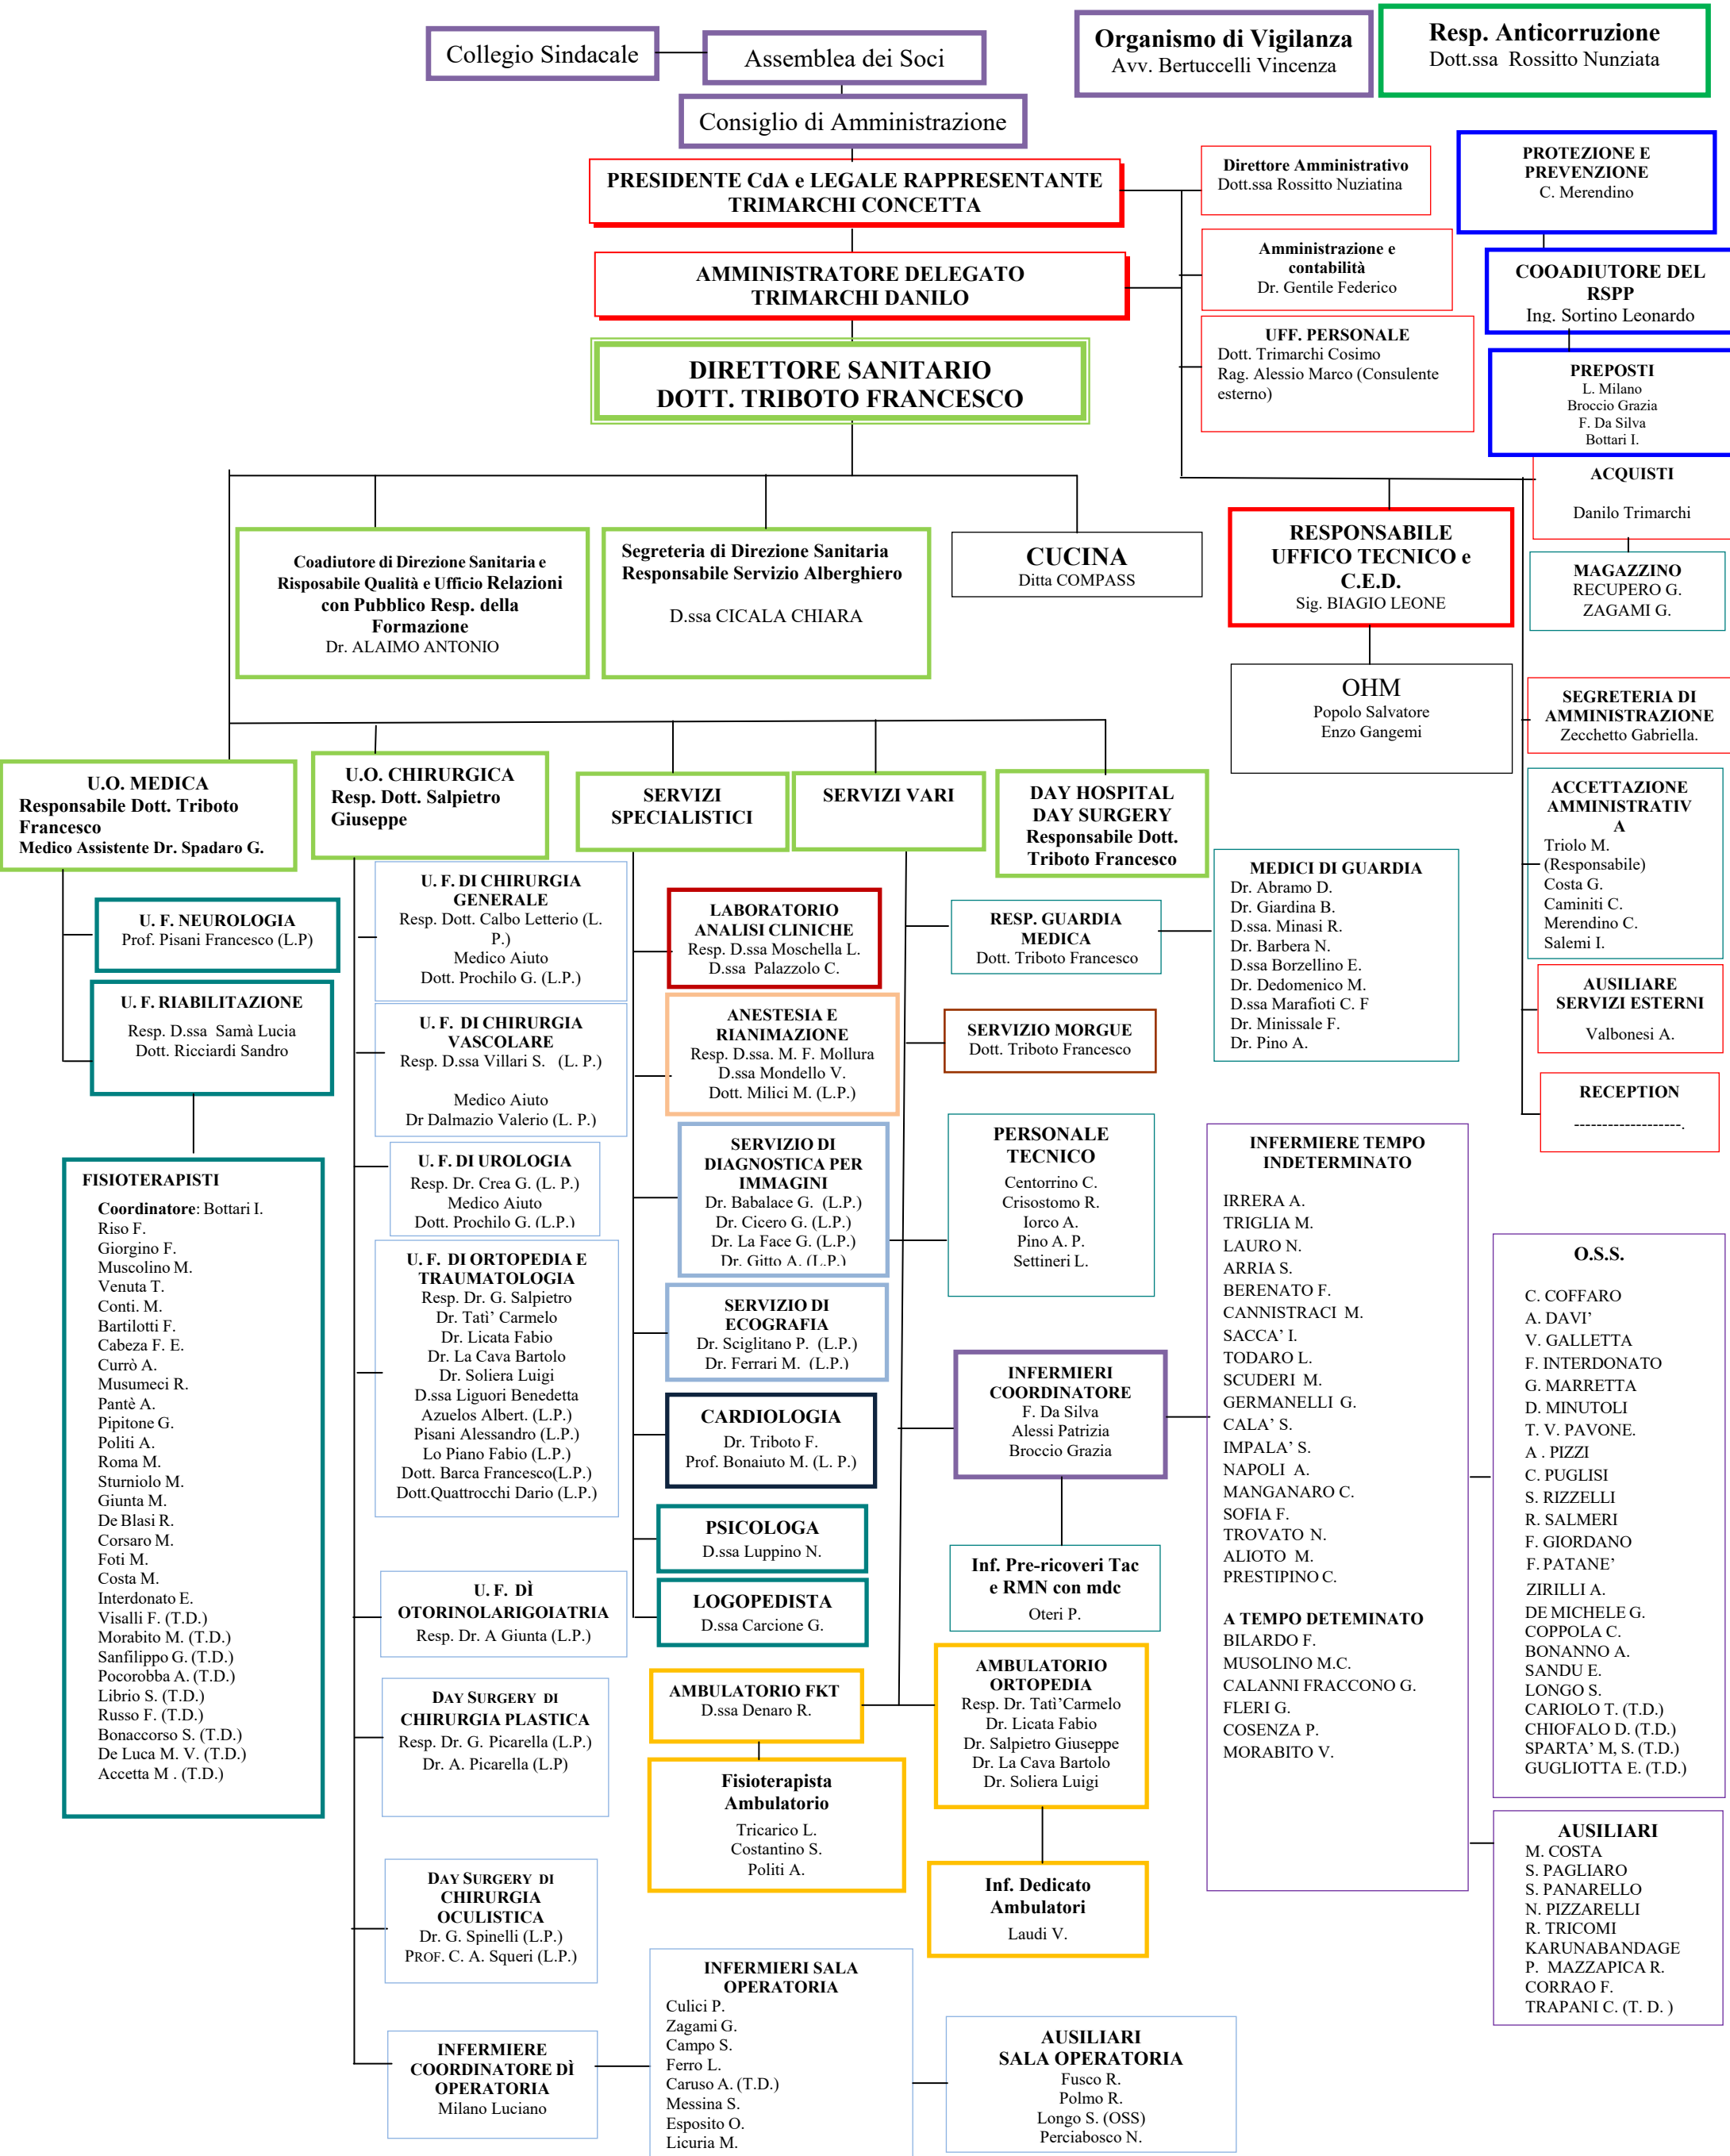 Collegio Sindacale
Assemblea dei Soci
Consiglio di Amministrazione
Organismo di Vigilanza
Avv. Bertuccelli Vincenza
Resp. Anticorruzione
Dott.ssa Rossitto Nunziata
PRESIDENTE CdA e LEGALE RAPPRESENTANTE
TRIMARCHI CONCETTA
AMMINISTRATORE DELEGATO
TRIMARCHI DANILO
DIRETTORE SANITARIO
DOTT. TRIBOTO FRANCESCO
Direttore Amministrativo
Dott.ssa Rossitto Nuziatina
Amministrazione e
contabilità
Dr. Gentile Federico
UFF. PERSONALE
Dott. Trimarchi Cosimo
Rag. Alessio Marco (Consulente
esterno)
PROTEZIONE E
PREVENZIONE
C. Merendino
COOADIUTORE DEL
RSPP
Ing. Sortino Leonardo
PREPOSTI
L. Milano
Broccio Grazia
F. Da Silva
Bottari I.
ACQUISTI
Danilo Trimarchi
MAGAZZINO
RECUPERO G.
ZAGAMI G.
Coadiutore di Direzione Sanitaria e
Risposabile Qualità e Ufficio Relazioni
con Pubblico Resp. della
Formazione
Dr. ALAIMO ANTONIO
Segreteria di Direzione Sanitaria
Responsabile Servizio Alberghiero
D.ssa CICALA CHIARA
CUCINA
Ditta COMPASS
RESPONSABILE
UFFICO TECNICO e
C.E.D.
Sig. BIAGIO LEONE
OHM
Popolo Salvatore
Enzo Gangemi
SEGRETERIA DI
AMMINISTRAZIONE
Zecchetto Gabriella.
ACCETTAZIONE
AMMINISTRATIV
A
Triolo M.
(Responsabile)
Costa G.
Caminiti C.
Merendino C.
Salemi I.
AUSILIARE
SERVIZI ESTERNI
Valbonesi A.
RECEPTION
-------------------.
U.O. MEDICA
Responsabile Dott. Triboto
Francesco
Medico Assistente Dr. Spadaro G.
U.O. CHIRURGICA
Resp. Dott. Salpietro
Giuseppe
SERVIZI
SPECIALISTICI
SERVIZI VARI
DAY HOSPITAL
DAY SURGERY
Responsabile Dott.
Triboto Francesco
U. F. NEUROLOGIA
Prof. Pisani Francesco (L.P)
U. F. RIABILITAZIONE
Resp. D.ssa Samà Lucia
Dott. Ricciardi Sandro
FISIOTERAPISTI
Coordinatore: Bottari I.
Riso F.
Giorgino F.
Muscolino M.
Venuta T.
Conti. M.
Bartilotti F.
Cabeza F. E.
Currò A.
Musumeci R.
Pantè A.
Pipitone G.
Politi A.
Roma M.
Sturniolo M.
Giunta M.
De Blasi R.
Corsaro M.
Foti M.
Costa M.
Interdonato E.
Visalli F. (T.D.)
Morabito M. (T.D.)
Sanfilippo G. (T.D.)
Pocorobba A. (T.D.)
Librio S. (T.D.)
Russo F. (T.D.)
Bonaccorso S. (T.D.)
De Luca M. V. (T.D.)
Accetta M . (T.D.)
U. F. DI CHIRURGIA
GENERALE
Resp. Dott. Calbo Letterio (L.
P.)
Medico Aiuto
Dott. Prochilo G. (L.P.)
U. F. DI CHIRURGIA
VASCOLARE
Resp. D.ssa Villari S. (L. P.)
Medico Aiuto
Dr Dalmazio Valerio (L. P.)
U. F. DI UROLOGIA
Resp. Dr. Crea G. (L. P.)
Medico Aiuto
Dott. Prochilo G. (L.P.)
U. F. DI ORTOPEDIA E
TRAUMATOLOGIA
Resp. Dr. G. Salpietro
Dr. Tatì' Carmelo
Dr. Licata Fabio
Dr. La Cava Bartolo
Dr. Soliera Luigi
D.ssa Liguori Benedetta
Azuelos Albert. (L.P.)
Pisani Alessandro (L.P.)
Lo Piano Fabio (L.P.)
Dott. Barca Francesco(L.P.)
Dott.Quattrocchi Dario (L.P.)
U. F. DÌ
OTORINOLARIGOIATRIA
Resp. Dr. A Giunta (L.P.)
DAY SURGERY DI
CHIRUGIA PLASTICA
Resp. Dr. G. Picarella (L.P.)
Dr. A. Picarella (L.P)
DAY SURGERY DI
CHIRUGIA
OCULISTICA
Dr. G. Spinelli (L.P.)
PROF. C. A. Squeri (L.P.)
INFERMIERE
COORDINATORE DÌ
OPERATORIA
Milano Luciano
LABORATORIO
ANALISI CLINICHE
Resp. D.ssa Moschella L.
D.ssa Palazzolo C.
ANESTESIA E
RIANIMAZIONE
Resp. D.ssa. M. F. Mollura
D.ssa Mondello V.
Dott. Milici M. (L.P.)
SERVIZIO DI
DIAGNOSTICA PER
IMMAGINI
Dr. Babalace G. (L.P.)
Dr. Cicero G. (L.P.)
Dr. La Face G. (L.P.)
Dr. Gitto A. (L.P.)
SERVIZIO DI
ECOGRAFIA
Dr. Sciglitano P. (L.P.)
Dr. Ferrari M. (L.P.)
CARDIOLOGIA
Dr. Triboto F.
Prof. Bonaiuto M. (L. P.)
PSICOLOGA
D.ssa Luppino N.
LOGOPEDISTA
D.ssa Carcione G.
AMBULATORIO FKT
D.ssa Denaro R.
Fisioterapista
Ambulatorio
Tricarico L.
Costantino S.
Politi A.
RESP. GUARDIA
MEDICA
Dott. Triboto Francesco
SERVIZIO MORGUE
Dott. Triboto Francesco
PERSONALE
TECNICO
Centorrino C.
Crisostomo R.
Iorco A.
Pino A. P.
Settineri L.
INFERMIERI
COORDINATORE
F. Da Silva
Alessi Patrizia
Broccio Grazia
Inf. Pre-ricoveri Tac
e RMN con mdc
Oteri P.
AMBULATORIO
ORTOPEDIA
Resp. Dr. Tatì'Carmelo
Dr. Licata Fabio
Dr. Salpietro Giuseppe
Dr. La Cava Bartolo
Dr. Soliera Luigi
Inf. Dedicato
Ambulatori
Laudi V.
MEDICI DI GUARDIA
Dr. Abramo D.
Dr. Giardina B.
D.ssa. Minasi R.
Dr. Barbera N.
D.ssa Borzellino E.
Dr. Dedomenico M.
D.ssa Marafioti C. F
Dr. Minissale F.
Dr. Pino A.
INFERMIERE TEMPO
INDETERMINATO
IRRERA A.
TRIGLIA M.
LAURO N.
ARRIA S.
BERENATO F.
CANNISTRACI M.
SACCA' I.
TODARO L.
SCUDERI M.
GERMANELLI G.
CALA' S.
IMPALA' S.
NAPOLI A.
MANGANARO C.
SOFIA F.
TROVATO N.
ALIOTO M.
PRESTIPINO C.
A TEMPO DETEMINATO
BILARDO F.
MUSOLINO M.C.
CALANNI FRACCONO G.
FLERI G.
COSENZA P.
MORABITO V.
O.S.S.
C. COFFARO
A. DAVI'
V. GALLETTA
F. INTERDONATO
G. MARRETTA
D. MINUTOLI
T. V. PAVONE.
A . PIZZI
C. PUGLISI
S. RIZZELLI
R. SALMERI
F. GIORDANO
F. PATANE'
ZIRILLI A.
DE MICHELE G.
COPPOLA C.
BONANNO A.
SANDU E.
LONGO S.
CARIOLO T. (T.D.)
CHIOFALO D. (T.D.)
SPARTA' M, S. (T.D.)
GUGLIOTTA E. (T.D.)
AUSILIARI
M. COSTA
S. PAGLIARO
S. PANARELLO
N. PIZZARELLI
R. TRICOMI
KARUNABANDAGE
P. MAZZAPICA R.
CORRAO F.
TRAPANI C. (T. D. )
INFERMIERI SALA
OPERATORIA
Culici P.
Zagami G.
Campo S.
Ferro L.
Caruso A. (T.D.)
Messina S.
Esposito O.
Licuria M.
AUSILIARI
SALA OPERATORIA
Fusco R.
Polmo R.
Longo S. (OSS)
Perciabosco N.